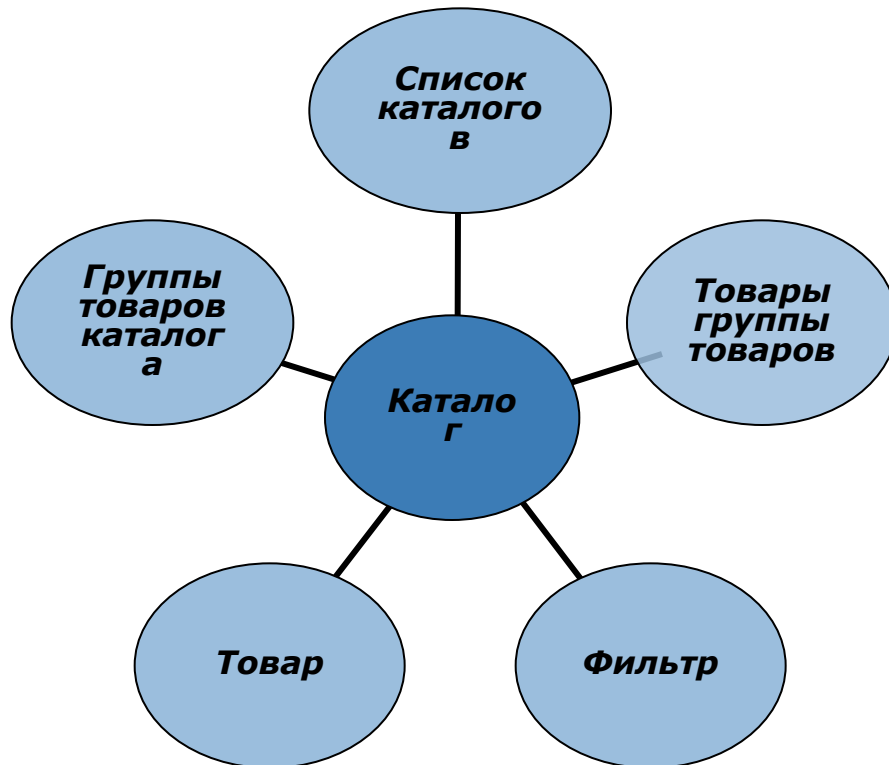 Список
каталого
в
Группы
товаров
каталог
а
Товары
группы
товаров
Катало
г
Товар
Фильтр